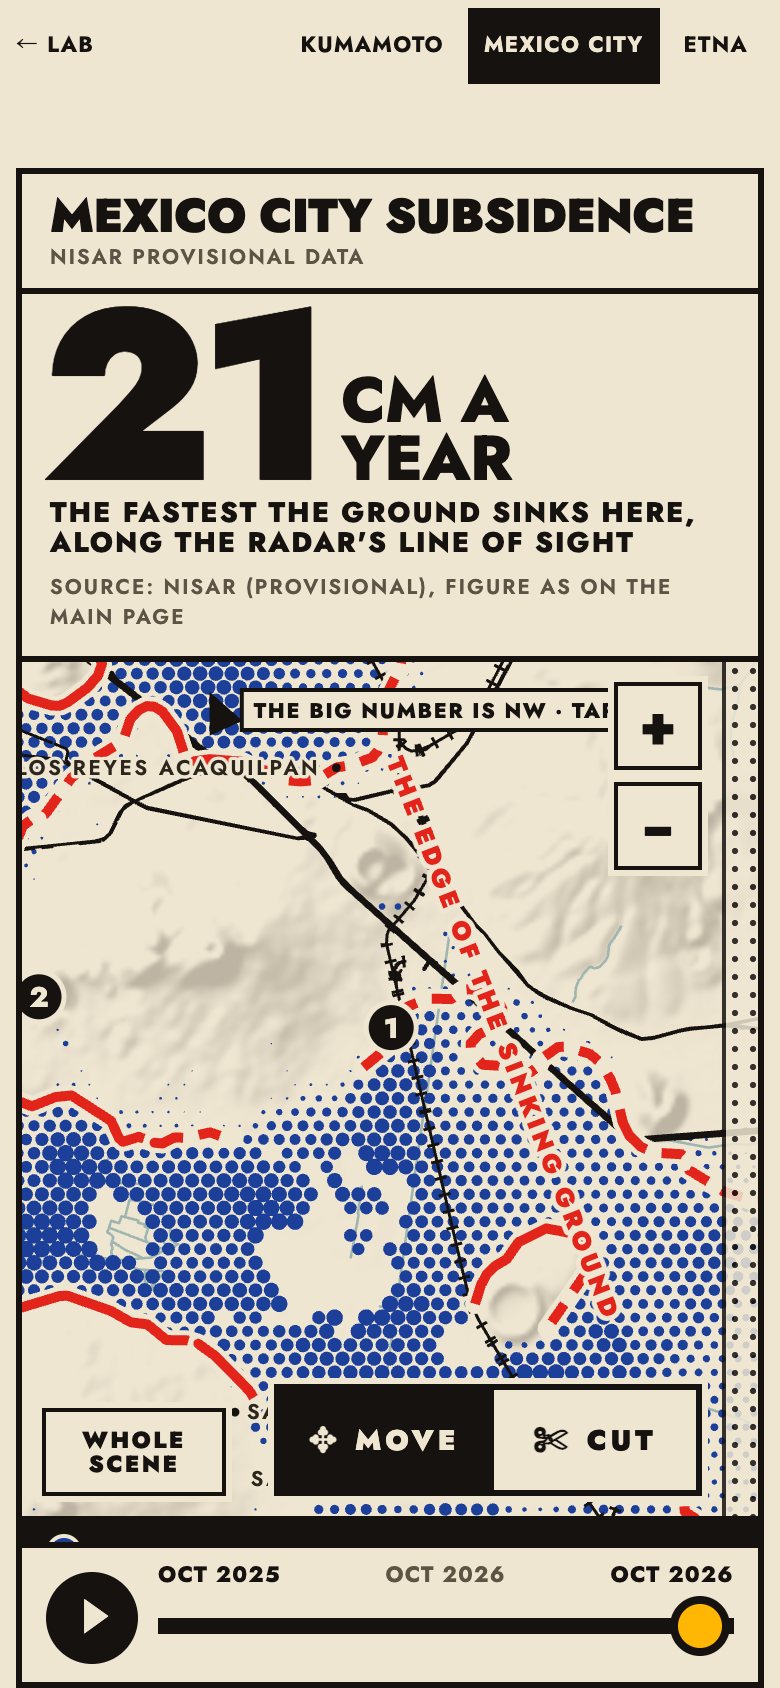 ← LAB
KUMAMOTO
MEXICO CITY
ETNA
MEXICO CITY SUBSIDENCE
NISAR PROVISIONAL DATA
21 CM A
YEAR
THE FASTEST THE GROUND SINKS HERE,
ALONG THE RADAR'S LINE OF SIGHT
SOURCE: NISAR (PROVISIONAL), FIGURE AS ON THE
MAIN PAGE
THE BIG NUMBER IS NW ·
+
LOS REYES ACAQUILPAN
−
THE EDGE OF THE SINKING GROUND
2
1
WHOLE
SCENE
MOVE
CUT
OCT 2025
OCT 2026
OCT 2026